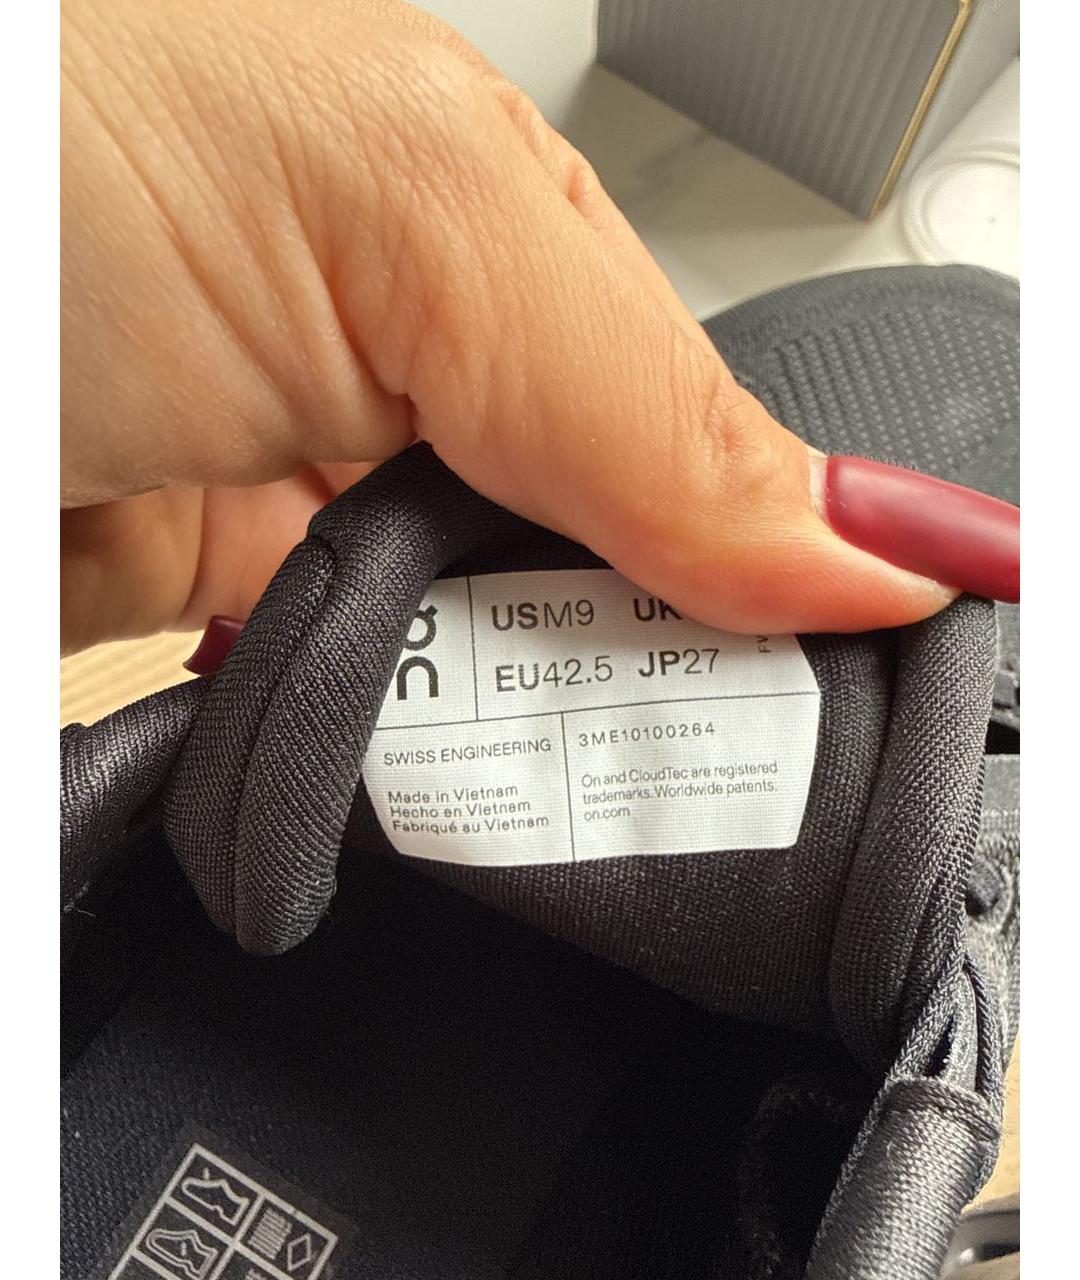 On
USM9 UK
EU42.5 JP27
SWISS ENGINEERING
Made in Vietnam
Hecho en Vietnam
Fabriqué au Vietnam
3ME10100264
On and CloudTec are registered
trademarks. Worldwide patents.
on.com